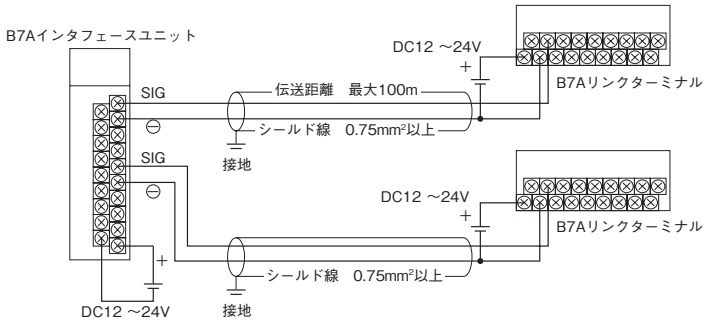 B7Aインタフェースユニット
SIG
⊖
SIG
⊖
+
DC12 ～24V
伝送距離　最大100m
シールド線　0.75mm²以上
接地
DC12 ～24V
+
B7Aリンクターミナル
DC12 ～24V
+
B7Aリンクターミナル
シールド線　0.75mm²以上
接地